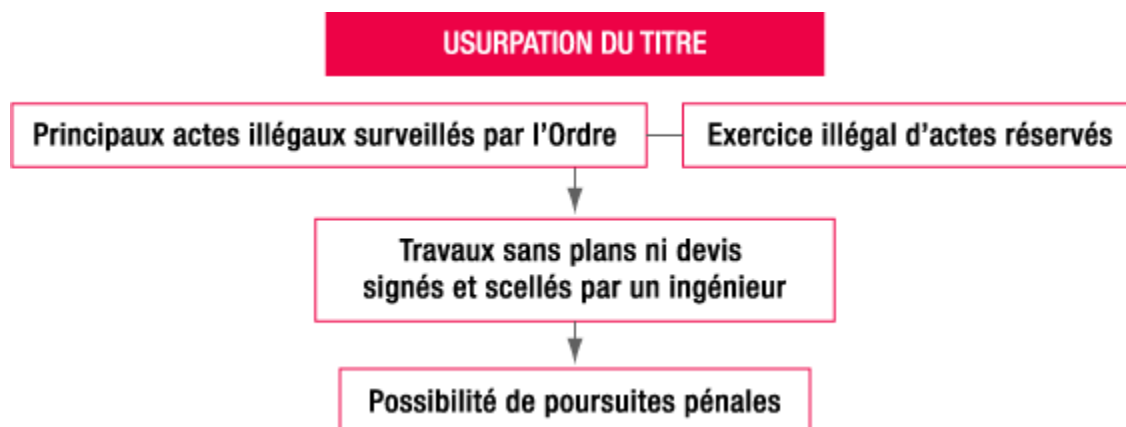 USURPATION DU TITRE
Principaux actes illégaux surveillés par l’Ordre
Exercice illégal d’actes réservés
Travaux sans plans ni devis
signés et scellés par un ingénieur
Possibilité de poursuites pénales